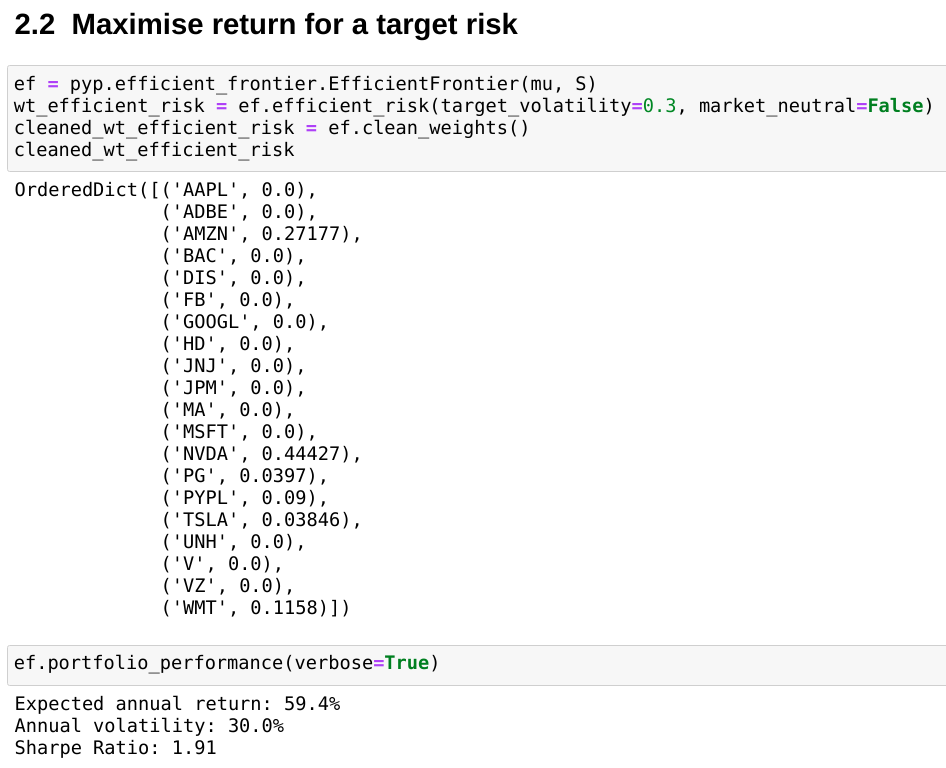 2.2 Maximise return for a target risk
ef = pyp.efficient_frontier.EfficientFrontier(mu, S)
wt_efficient_risk = ef.efficient_risk(target_volatility=0.3, market_neutral=False)
cleaned_wt_efficient_risk = ef.clean_weights()
cleaned_wt_efficient_risk
OrderedDict([('AAPL', 0.0),
('ADBE', 0.0),
('AMZN', 0.27177),
('BAC', 0.0),
('DIS', 0.0),
('FB', 0.0),
('GOOGL', 0.0),
('HD', 0.0),
('JNJ', 0.0),
('JPM', 0.0),
('MA', 0.0),
('MSFT', 0.0),
('NVDA', 0.44427),
('PG', 0.0397),
('PYPL', 0.09),
('TSLA', 0.03846),
('UNH', 0.0),
('V', 0.0),
('VZ', 0.0),
('WMT', 0.1158)])
ef.portfolio_performance(verbose=True)
Expected annual return: 59.4%
Annual volatility: 30.0%
Sharpe Ratio: 1.91